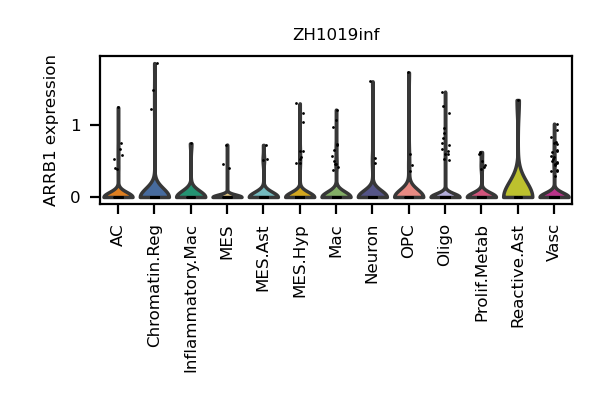 ZH1019inf
ARRB1 expression
1
0
AC
Chromatin.Reg
Inflammatory.Mac
MES
MES.Ast
MES.Hyp
Mac
Neuron
OPC
Oligo
Prolif.Metab
Reactive.Ast
Vasc